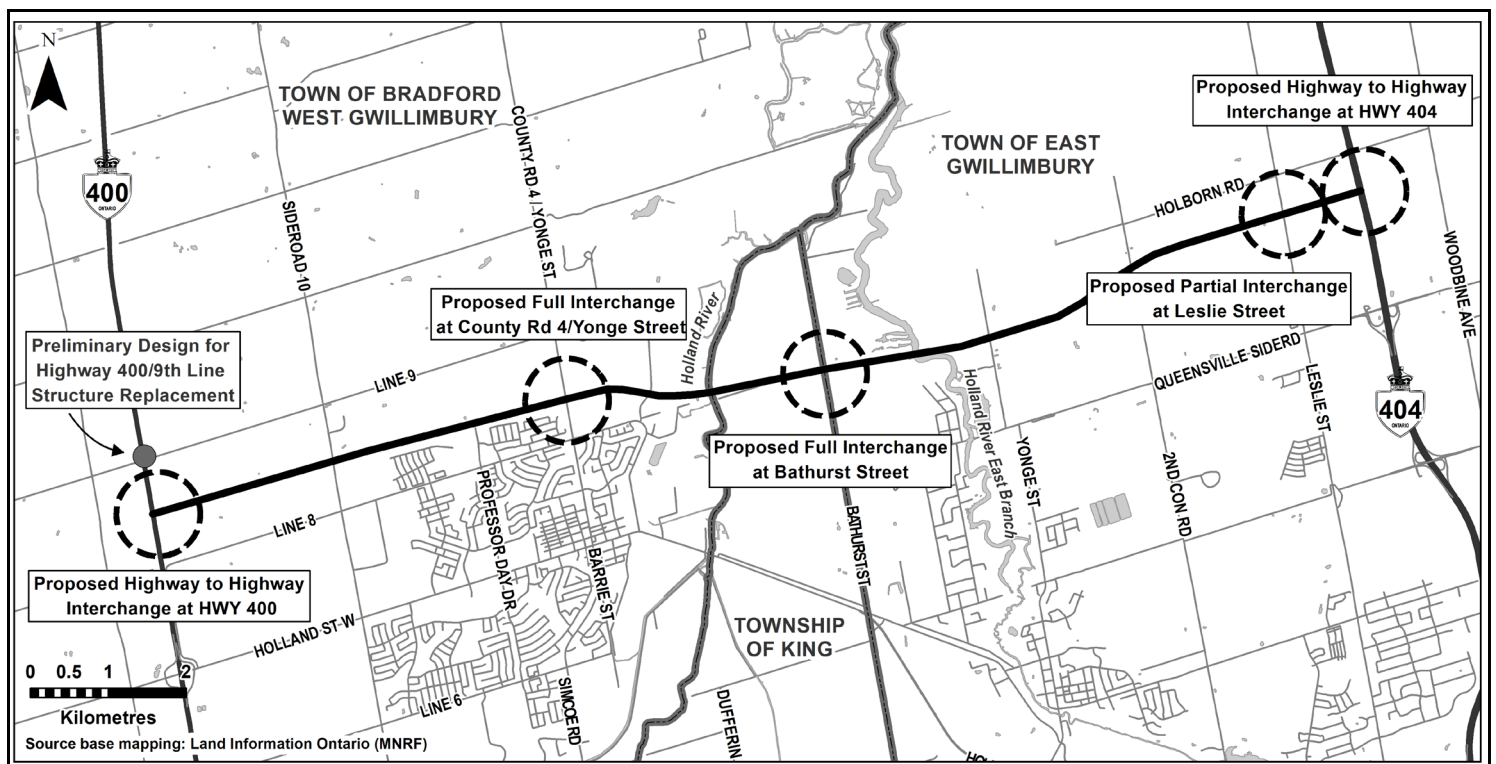 N
TOWN OF BRADFORD
WEST GWILLIMBURY
COUNTY RD 4 / YONGE ST
TOWN OF EAST
GWILLIMBURY
Proposed Highway to Highway
Interchange at HWY 404
400
ONTARIO
SIDEROAD 10
HOLBORN RD
WOODBINE AVE
Proposed Full Interchange
at County Rd 4/Yonge Street
Holland River
Proposed Partial Interchange
at Leslie Street
Preliminary Design for
Highway 400/9th Line
Structure Replacement
LINE 9
QUEENSVILLE SIDERD
LESLIE ST
404
ONTARIO
Holland River East Branch
Proposed Full Interchange
at Bathurst Street
YONGE ST
2ND CON RD
LINE 8
PROFESSOR DAY DR
BARRIE ST
BATHURST ST
Proposed Highway to Highway
Interchange at HWY 400
HOLLAND ST W
TOWNSHIP
OF KING
0 0.5 1 2
Kilometres
LINE 6
SIMCOE RD
DUFFERIN
Source base mapping: Land Information Ontario (MNRF)